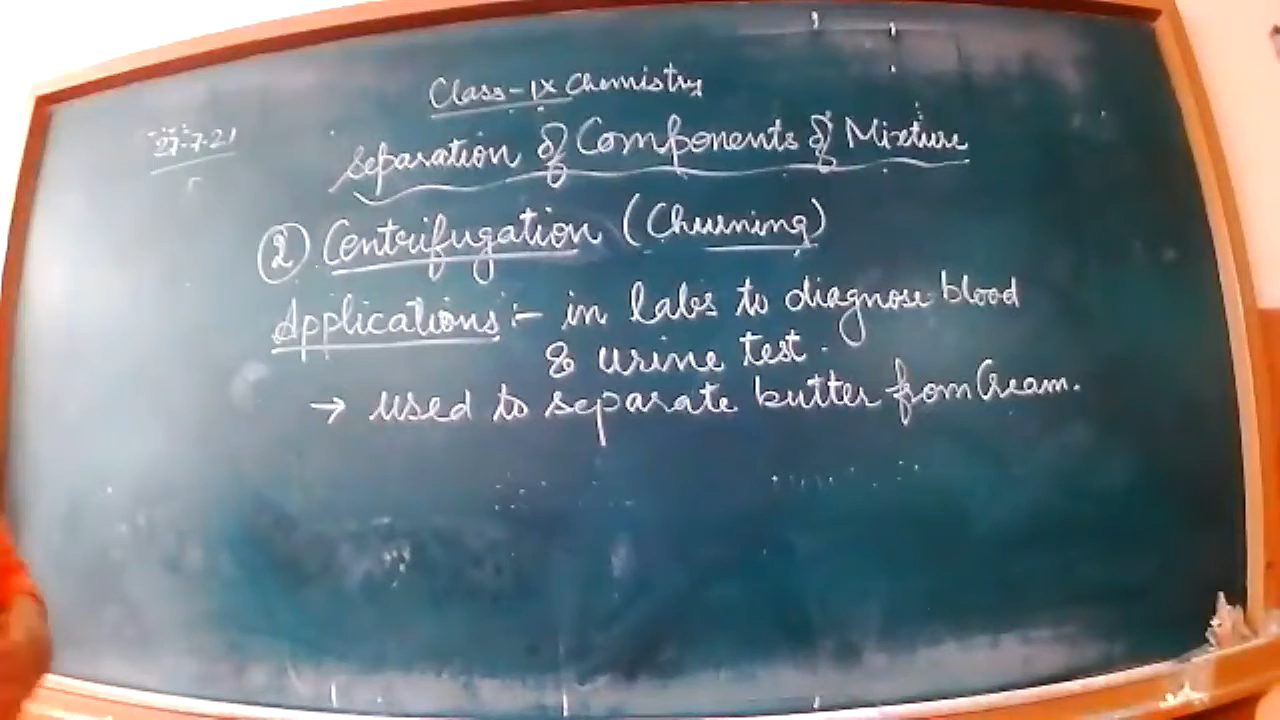 Class-IX Chemistry
27-7-21
Separation of Components of Mixture
② Centrifugation (Churning)
Applications :- in labs to diagnose blood
& urine test.
→ used to separate butter from Cream.